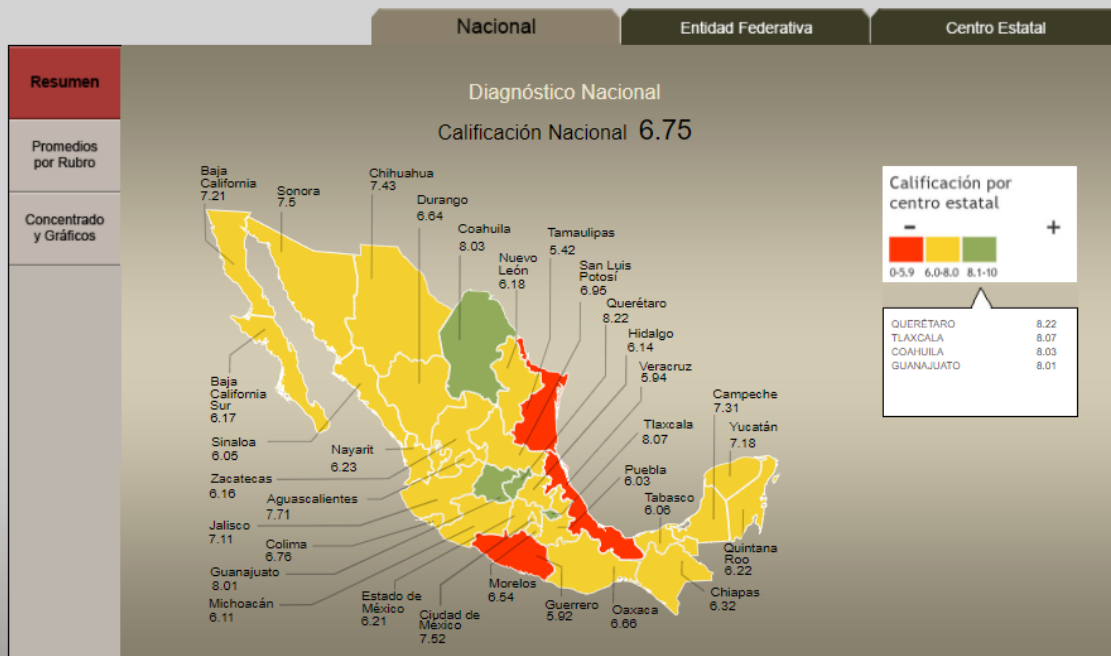 Nacional
Entidad Federativa
Centro Estatal
Resumen
Promedios
por Rubro
Concentrado
y Gráficos
Diagnóstico Nacional
Calificación Nacional 6.75
Baja
California
7.21
Sonora
7.5
Chihuahua
7.43
Durango
6.64
Coahuila
8.03
Nuevo
León
6.18
Tamaulipas
5.42
San Luis
Potosí
6.95
Querétaro
8.22
Hidalgo
6.14
Veracruz
5.94
Campeche
7.31
Yucatán
7.18
Tlaxcala
8.07
Puebla
6.03
Tabasco
6.06
Baja
California
Sur
6.17
Sinaloa
6.05
Nayarit
6.23
Zacatecas
6.16
Aguascalientes
7.71
Jalisco
7.11
Colima
6.76
Guanajuato
8.01
Michoacán
6.11
Estado de
México
6.21
Ciudad de
México
7.52
Morelos
6.54
Guerrero
5.92
Oaxaca
6.66
Quintana
Roo
6.22
Chiapas
6.32
Calificación por
centro estatal
– +
0-5.9 6.0-8.0 8.1-10
QUERÉTARO 8.22
TLAXCALA 8.07
COAHUILA 8.03
GUANAJUATO 8.01